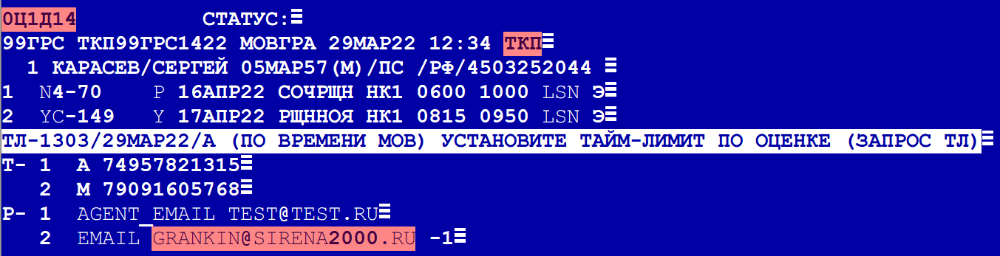 0Ц1Д14 СТАТУС:
99ГРС ТКП99ГРС1422 МОВГРА 29МАР22 12:34 ТКП
1 КАРАСЕВ/СЕРГЕЙ 05МАР57(М)/ПС /РФ/4503252044
1 N4-70 P 16АПР22 СОЧРЩН НК1 0600 1000 LSN Э
2 YC-149 Y 17АПР22 РЩННОЯ НК1 0815 0950 LSN Э
ТЛ-1303/29МАР22/А (ПО ВРЕМЕНИ МОВ) УСТАНОВИТЕ ТАЙМ-ЛИМИТ ПО ОЦЕНКЕ (ЗАПРОС ТЛ)
Т- 1 А 74957821315
2 М 79091605768
Р- 1 AGENT_EMAIL TEST@TEST.RU
2 EMAIL GRANKIN@SIRENA2000.RU -1